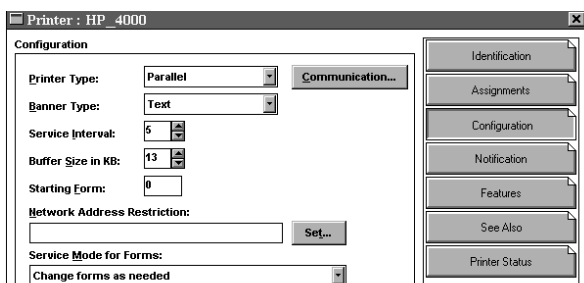 Printer : HP_4000
Configuration
Printer Type: Parallel Communication...
Banner Type: Text
Service Interval: 5
Buffer Size in KB: 13
Starting Form: 0
Network Address Restriction:
Set...
Service Mode for Forms:
Change forms as needed
Identification
Assignments
Configuration
Notification
Features
See Also
Printer Status